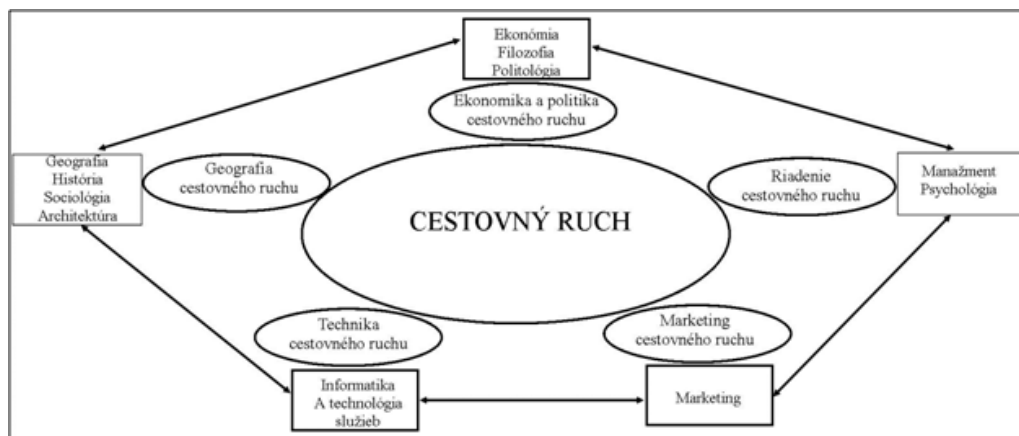 Ekonómia
Filozofia
Politológia
Ekonomika a politika
cestovného ruchu
Geografia
História
Sociológia
Architektúra
Geografia
cestovného ruchu
Riadenie
cestovného ruchu
Manažment
Psychológia
CESTOVNÝ RUCH
Technika
cestovného ruchu
Marketing
cestovného ruchu
Informatika
A technológia
služieb
Marketing